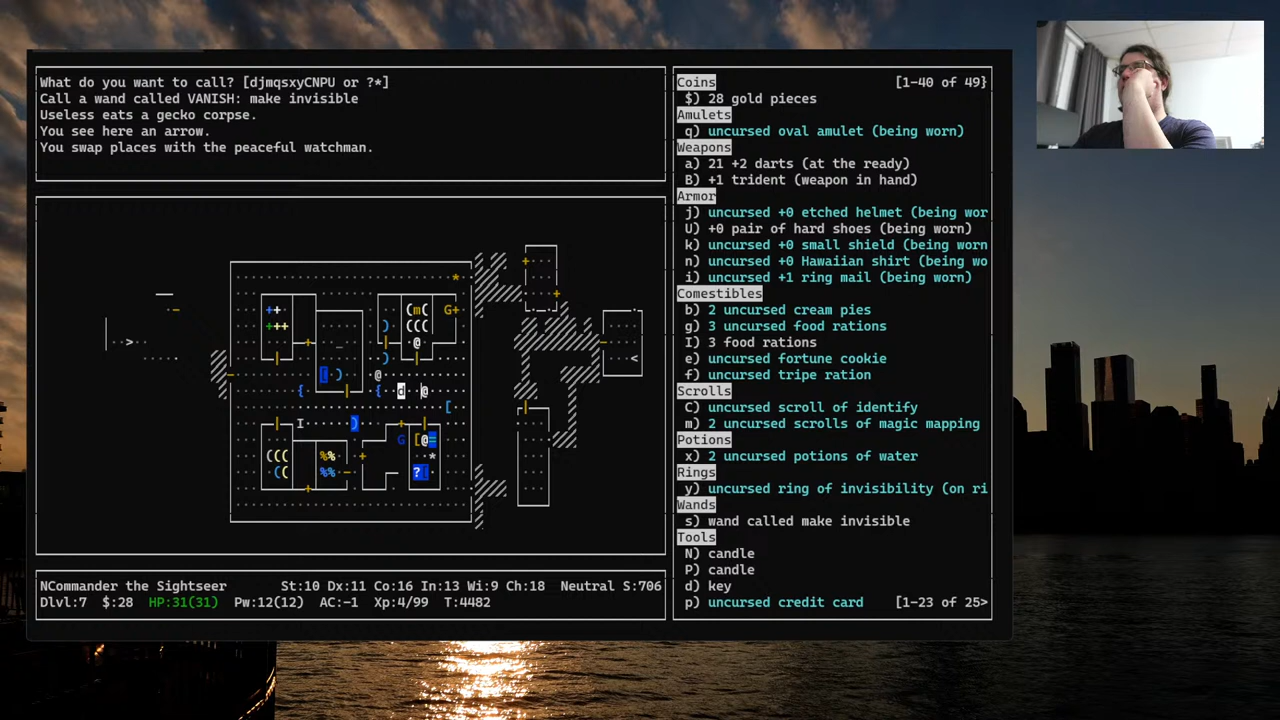 What do you want to call? [djmqsxyCNPU or ?*]
Call a wand called VANISH: make invisible
Useless eats a gecko corpse.
You see here an arrow.
You swap places with the peaceful watchman.
Coins [1-40 of 49}
$) 28 gold pieces
Amulets
q) uncursed oval amulet (being worn)
Weapons
a) 21 +2 darts (at the ready)
B) +1 trident (weapon in hand)
Armor
j) uncursed +0 etched helmet (being wor
U) +0 pair of hard shoes (being worn)
k) uncursed +0 small shield (being worn
n) uncursed +0 Hawaiian shirt (being wo
i) uncursed +1 ring mail (being worn)
Comestibles
b) 2 uncursed cream pies
g) 3 uncursed food rations
I) 3 food rations
e) uncursed fortune cookie
f) uncursed tripe ration
Scrolls
C) uncursed scroll of identify
m) 2 uncursed scrolls of magic mapping
Potions
x) 2 uncursed potions of water
Rings
y) uncursed ring of invisibility (on ri
Wands
s) wand called make invisible
Tools
N) candle
P) candle
d) key
p) uncursed credit card [1-23 of 25>
NCommander the Sightseer St:10 Dx:11 Co:16 In:13 Wi:9 Ch:18 Neutral S:706
Dlvl:7 $:28 HP:31(31) Pw:12(12) AC:-1 Xp:4/99 T:4482